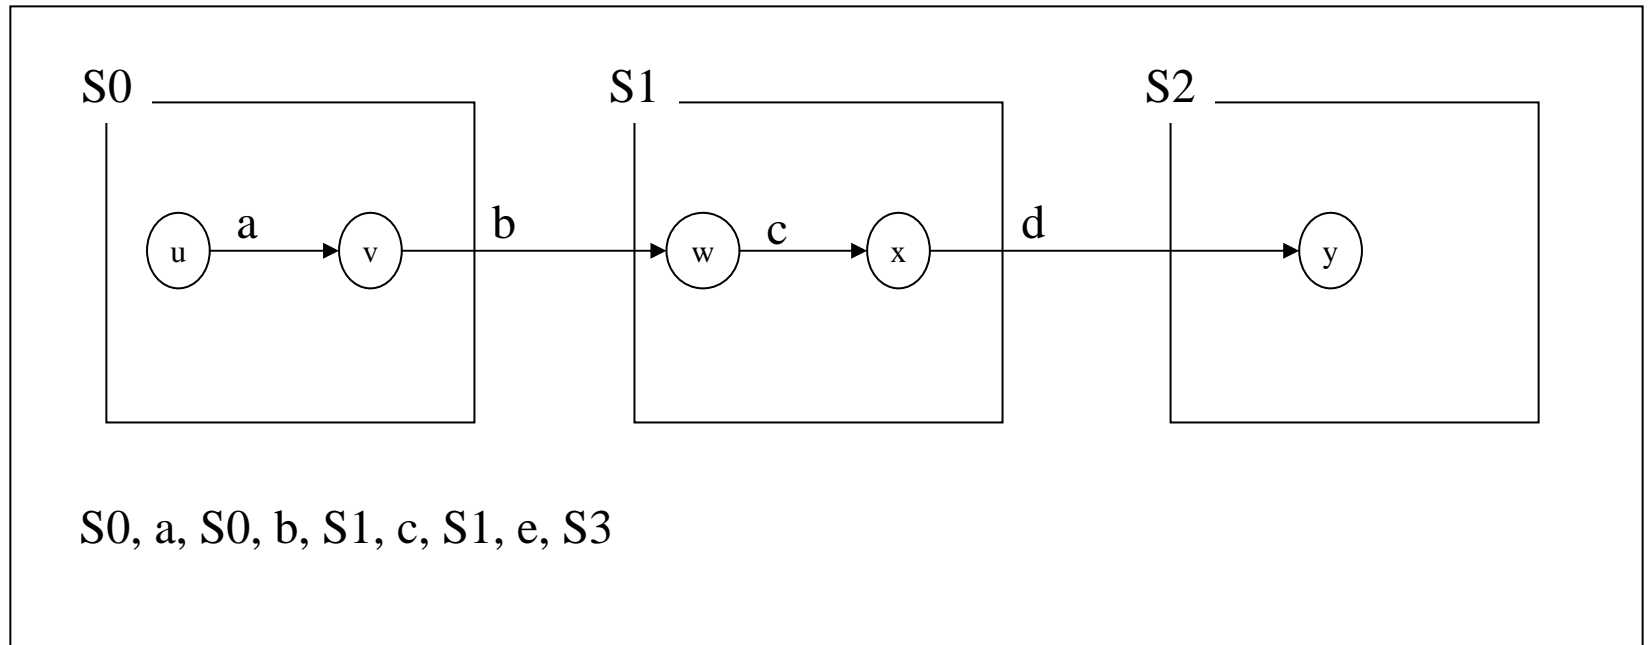 S0 S1 S2
a b c d
u v w x y
S0, a, S0, b, S1, c, S1, e, S3